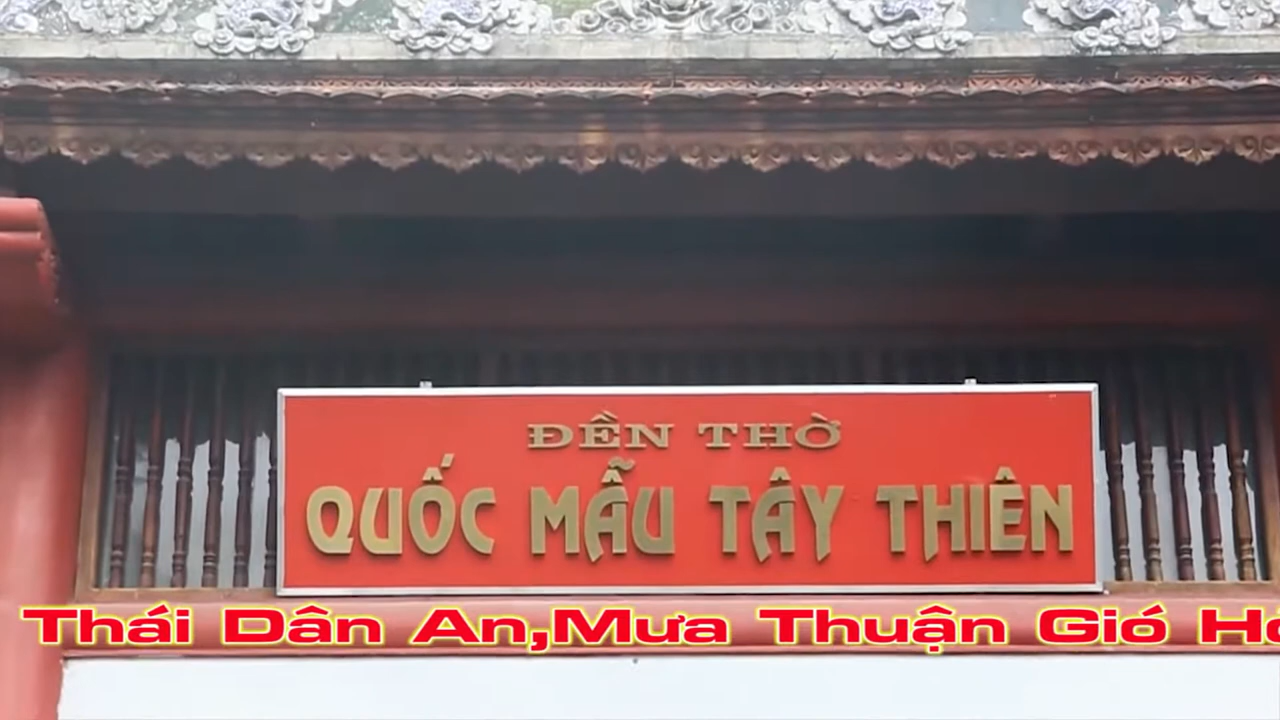 ĐỀN THỜ
QUỐC MẪU TÂY THIÊN
Thái Dân An,Mưa Thuận Gió